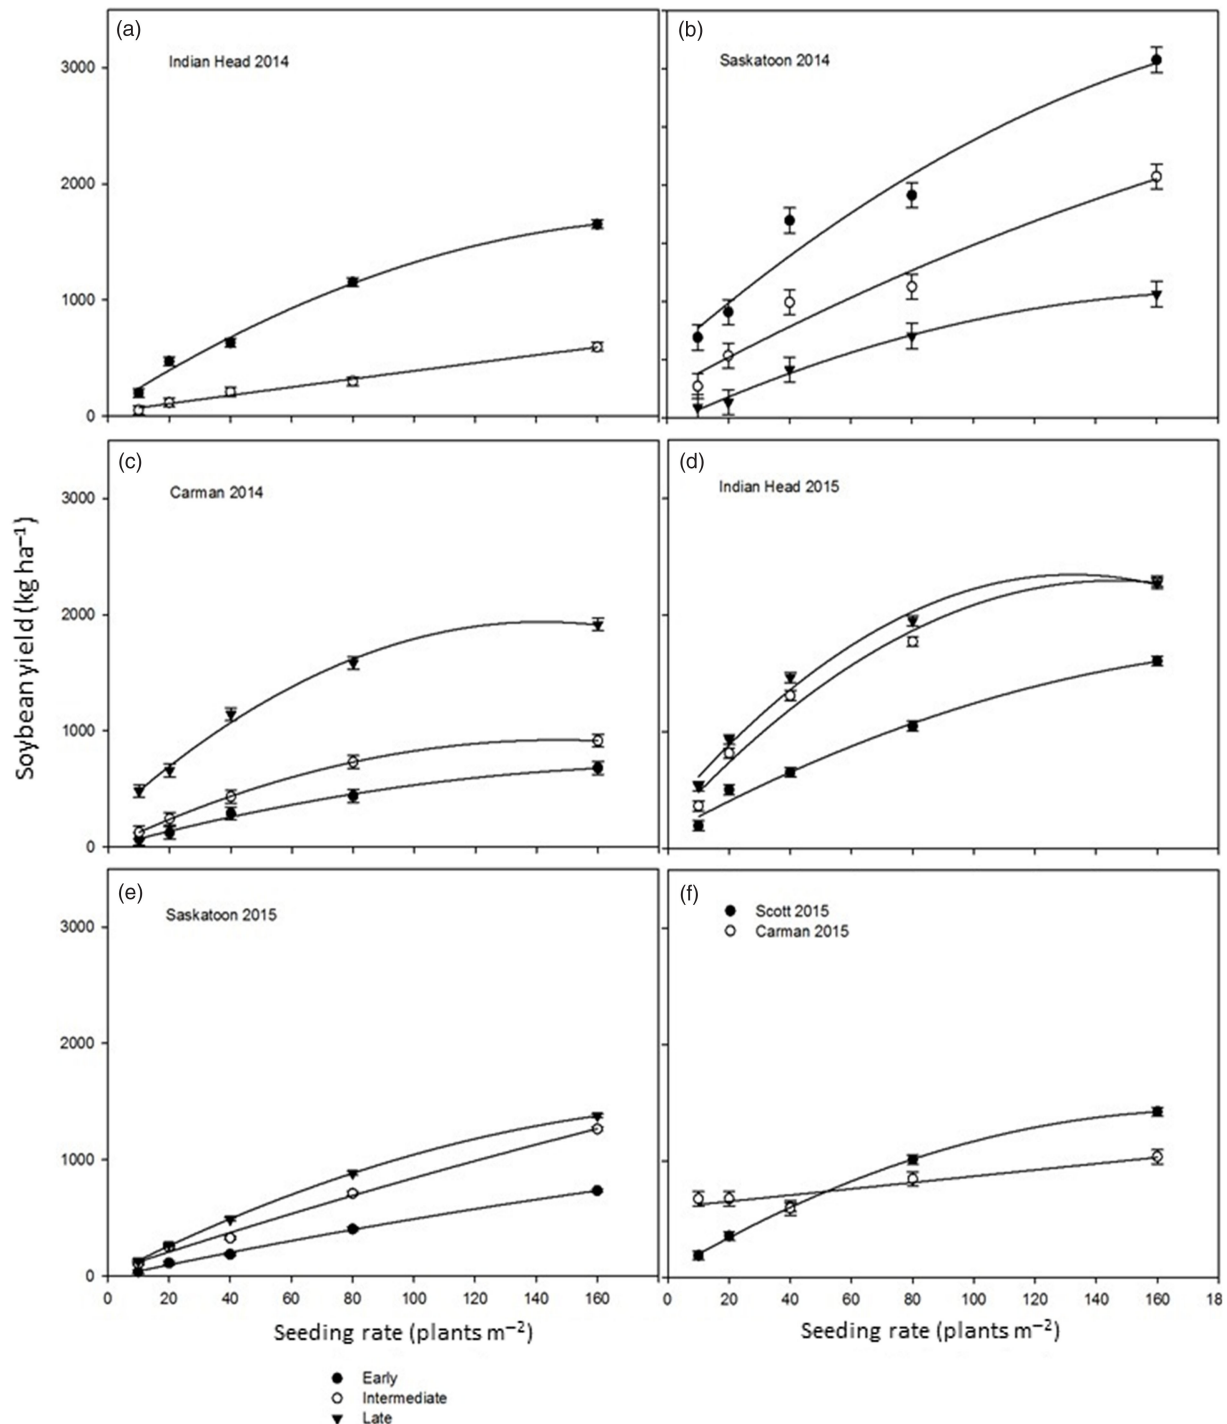 (a)
Indian Head 2014
3000
2000
1000
0
(b)
Saskatoon 2014
(c)
Carman 2014
3000
2000
1000
0
(d)
Indian Head 2015
Soybean yield (kg ha⁻¹)
(e)
Saskatoon 2015
3000
2000
1000
0
0 20 40 60 80 100 120 140 160
Seeding rate (plants m⁻²)
(f)
Scott 2015
Carman 2015
0 20 40 60 80 100 120 140 160 18
Seeding rate (plants m⁻²)
Early
Intermediate
Late